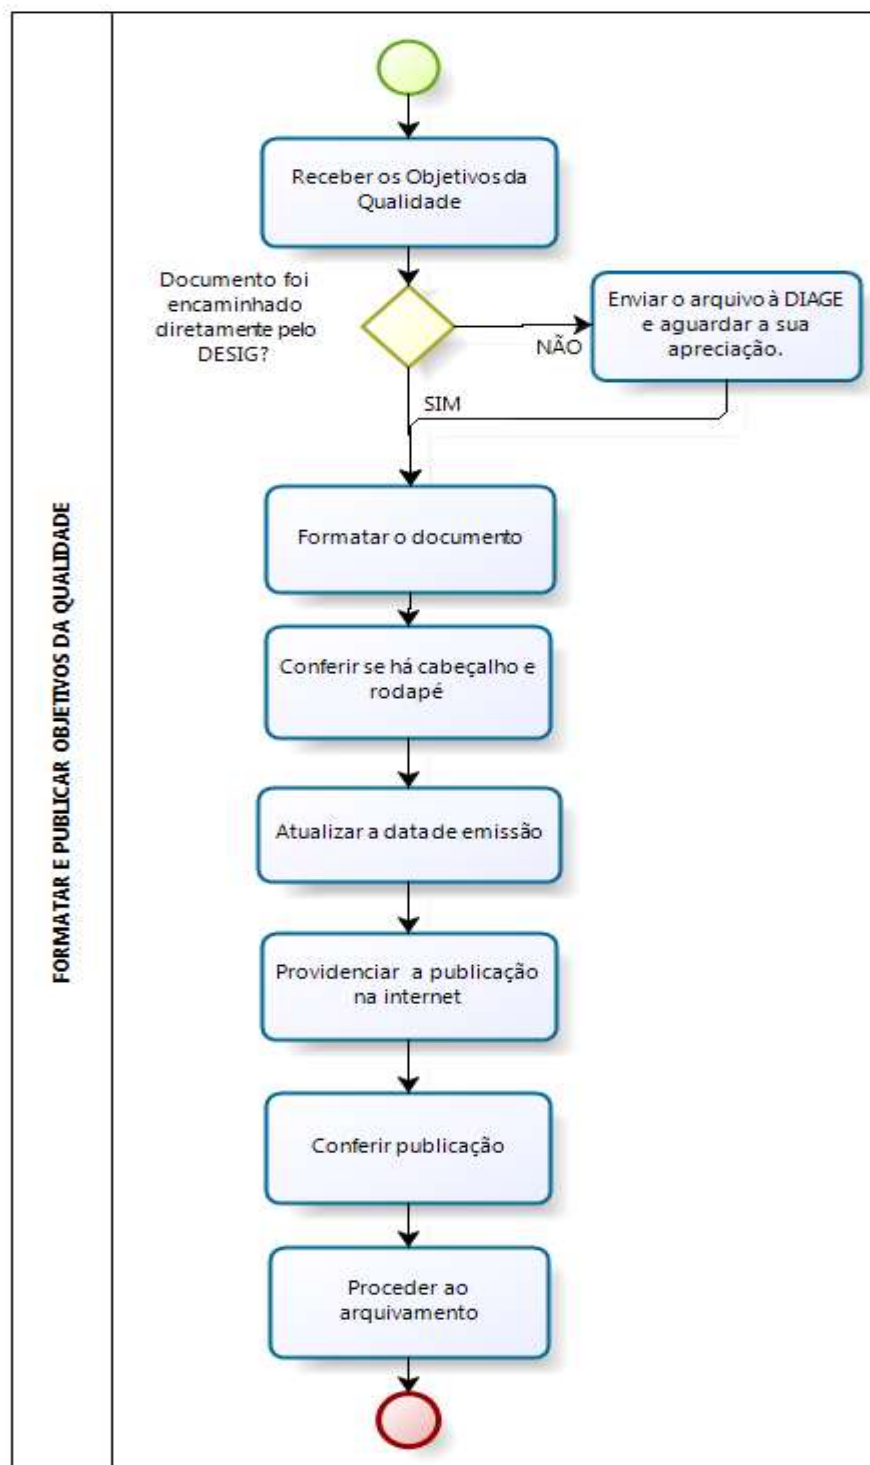 FORMATAR E PUBLICAR OBJETIVOS DA QUALIDADE
Receber os Objetivos da
Qualidade
Documento foi
encaminhado
diretamente pelo
DESIG?
NÃO
Enviar o arquivo à DIAGE
e aguardar a sua
apreciação.
SIM
Formatar o documento
Conferir se há cabeçalho e
rodapé
Atualizar a data de emissão
Providenciar a publicação
na internet
Conferir publicação
Proceder ao
arquivamento